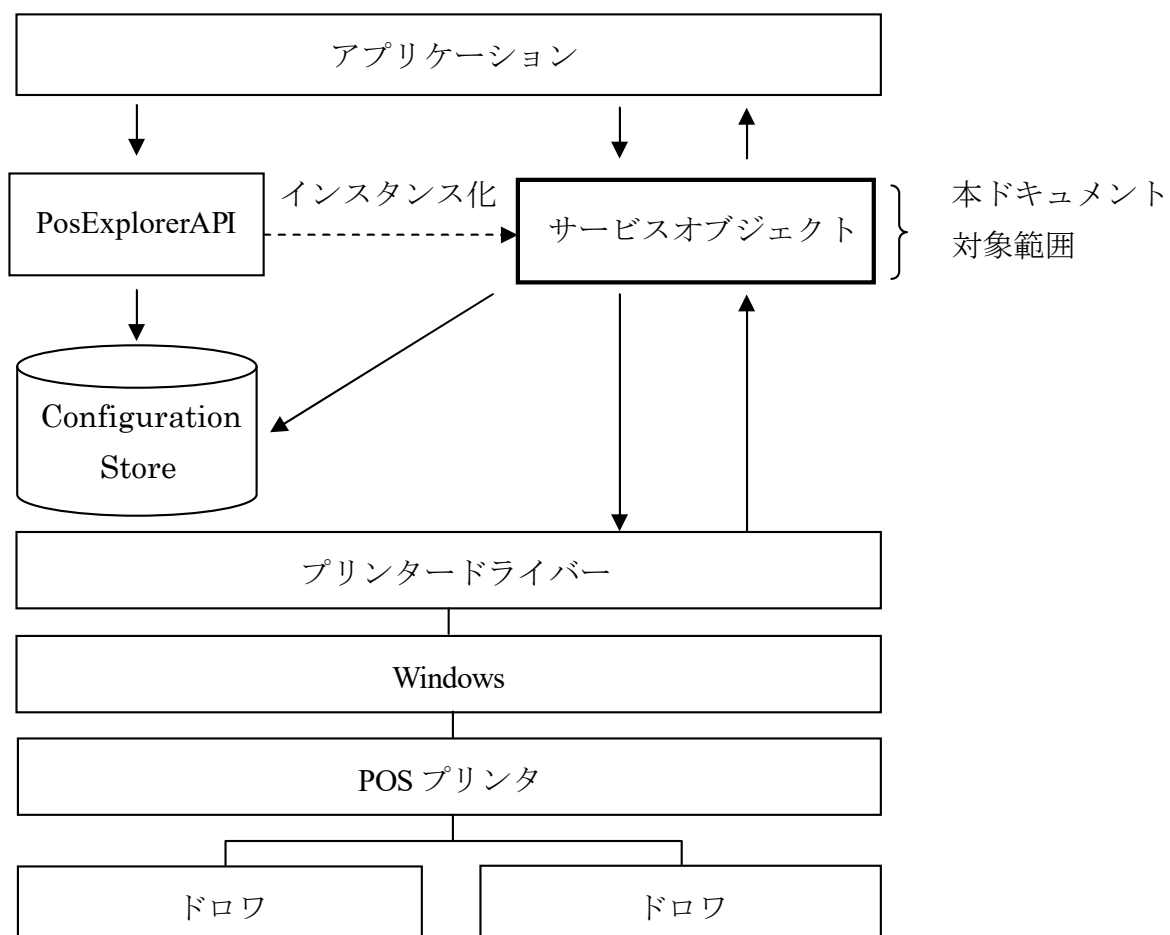 アプリケーション
PosExplorerAPI
インスタンス化
サービスオブジェクト
本ドキュメント
対象範囲
Configuration
Store
プリンタードライバー
Windows
POS プリンタ
ドロワ
ドロワ